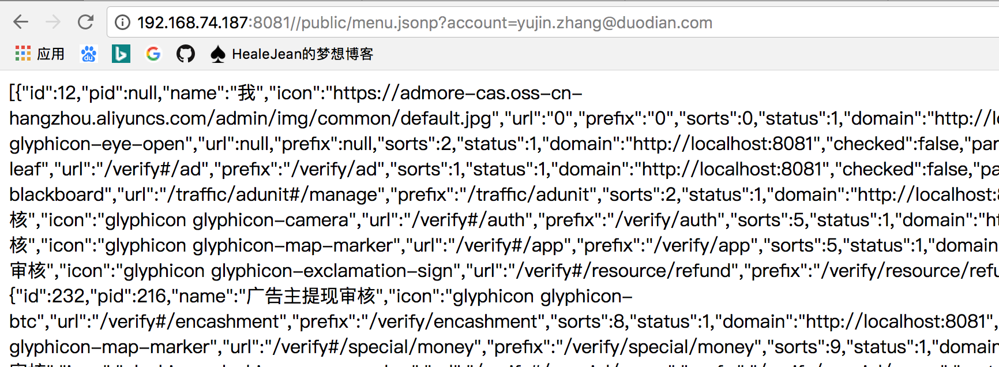 192.168.74.187:8081//public/menu.jsonp?account=yujin.zhang@duodian.com
应用 du b G HealeJean的梦想博客
[{"id":12,"pid":null,"name":"我","icon":"https://admore-cas.oss-cn-
hangzhou.aliyuncs.com/admin/img/common/default.jpg","url":"0","prefix":"0","sorts":0,"status":1,"domain":"http://lo
glyphicon-eye-open","url":null,"prefix":null,"sorts":2,"status":1,"domain":"http://localhost:8081","checked":false,"par
leaf","url":"/verify#/ad","prefix":"/verify/ad","sorts":1,"status":1,"domain":"http://localhost:8081","checked":false,"pa
blackboard","url":"/traffic/adunit#/manage","prefix":"/traffic/adunit","sorts":2,"status":1,"domain":"http://localhost:8
核","icon":"glyphicon glyphicon-camera","url":"/verify#/auth","prefix":"/verify/auth","sorts":5,"status":1,"domain":"ht
核","icon":"glyphicon glyphicon-map-marker","url":"/verify#/app","prefix":"/verify/app","sorts":5,"status":1,"domain
审核","icon":"glyphicon glyphicon-exclamation-sign","url":"/verify#/resource/refund","prefix":"/verify/resource/refu
{"id":232,"pid":216,"name":"广告主提现审核","icon":"glyphicon glyphicon-
btc","url":"/verify#/encashment","prefix":"/verify/encashment","sorts":8,"status":1,"domain":"http://localhost:8081",
glyphicon-map-marker","url":"/verify#/special/money","prefix":"/verify/special/money","sorts":9,"status":1,"domain